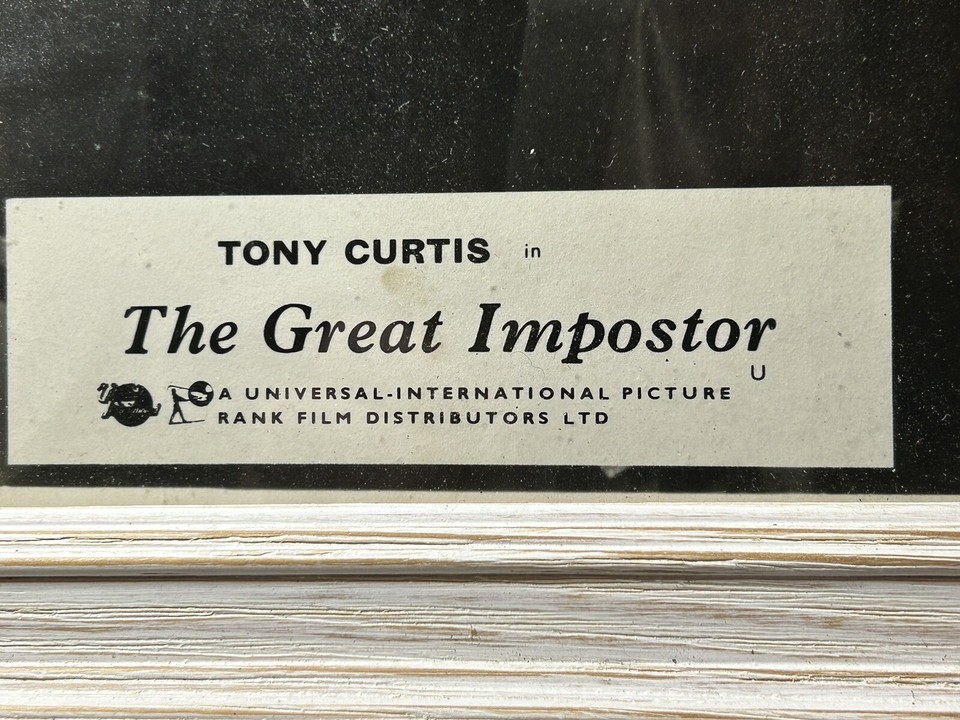 TONY CURTIS in
The Great Impostor
U
A UNIVERSAL-INTERNATIONAL PICTURE
RANK FILM DISTRIBUTORS LTD